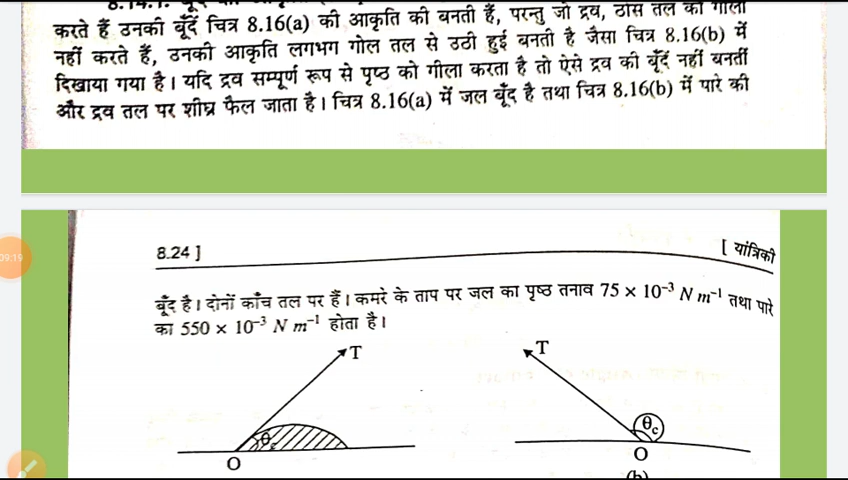 करते हैं उनकी बूँदें चित्र 8.16(a) की आकृति की बनती हैं, परन्तु जो द्रव, ठोस तल को गीला
नहीं करते हैं, उनकी आकृति लगभग गोल तल से उठी हुई बनती है जैसा चित्र 8.16(b) में
दिखाया गया है। यदि द्रव सम्पूर्ण रूप से पृष्ठ को गीला करता है तो ऐसे द्रव की बूँदें नहीं बनतीं
और द्रव तल पर शीघ्र फैल जाता है। चित्र 8.16(a) में जल बूँद है तथा चित्र 8.16(b) में पारे की
09:19
8.24 ]
[ यांत्रिकी
बूँद है। दोनों काँच तल पर हैं। कमरे के ताप पर जल का पृष्ठ तनाव 75 × 10⁻³ N m⁻¹ तथा पारे
का 550 × 10⁻³ N m⁻¹ होता है।
T
T
θc
θc
O
O
(b)